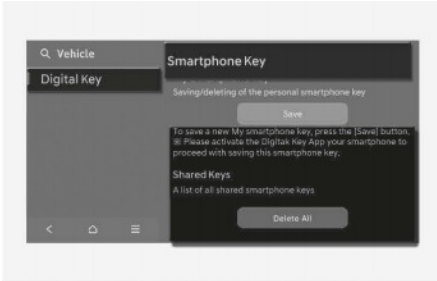 Vehicle
Digital Key
Smartphone Key
Saving/deleting of the personal smartphone key
Save
To save a new My smartphone key, press the [Save] button.
※ Please activate the Digitak Key App your smartphone to
proceed with saving this smartphone key.
Shared Keys
A list of all shared smartphone keys
Delete All